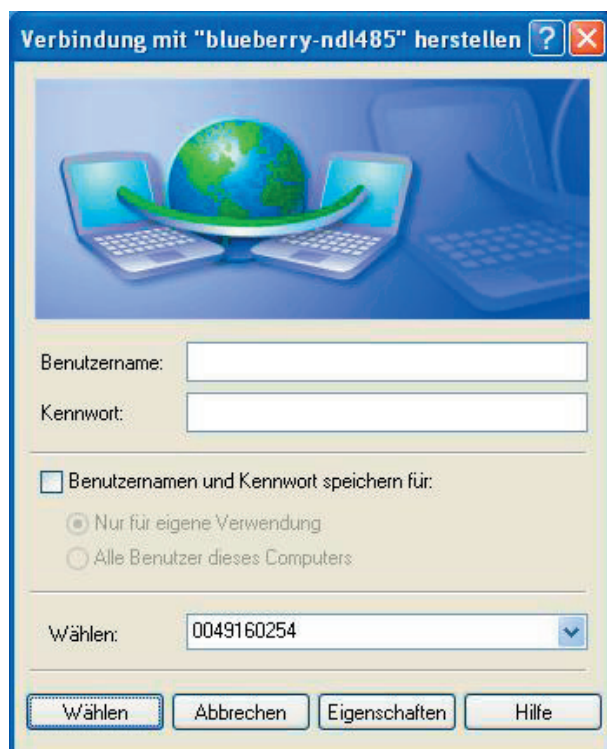 Verbindung mit "blueberry-ndl485" herstellen
Benutzername:
Kennwort:
Benutzernamen und Kennwort speichern für:
Nur für eigene Verwendung
Alle Benutzer dieses Computers
Wählen: 0049160254
Wählen Abbrechen Eigenschaften Hilfe